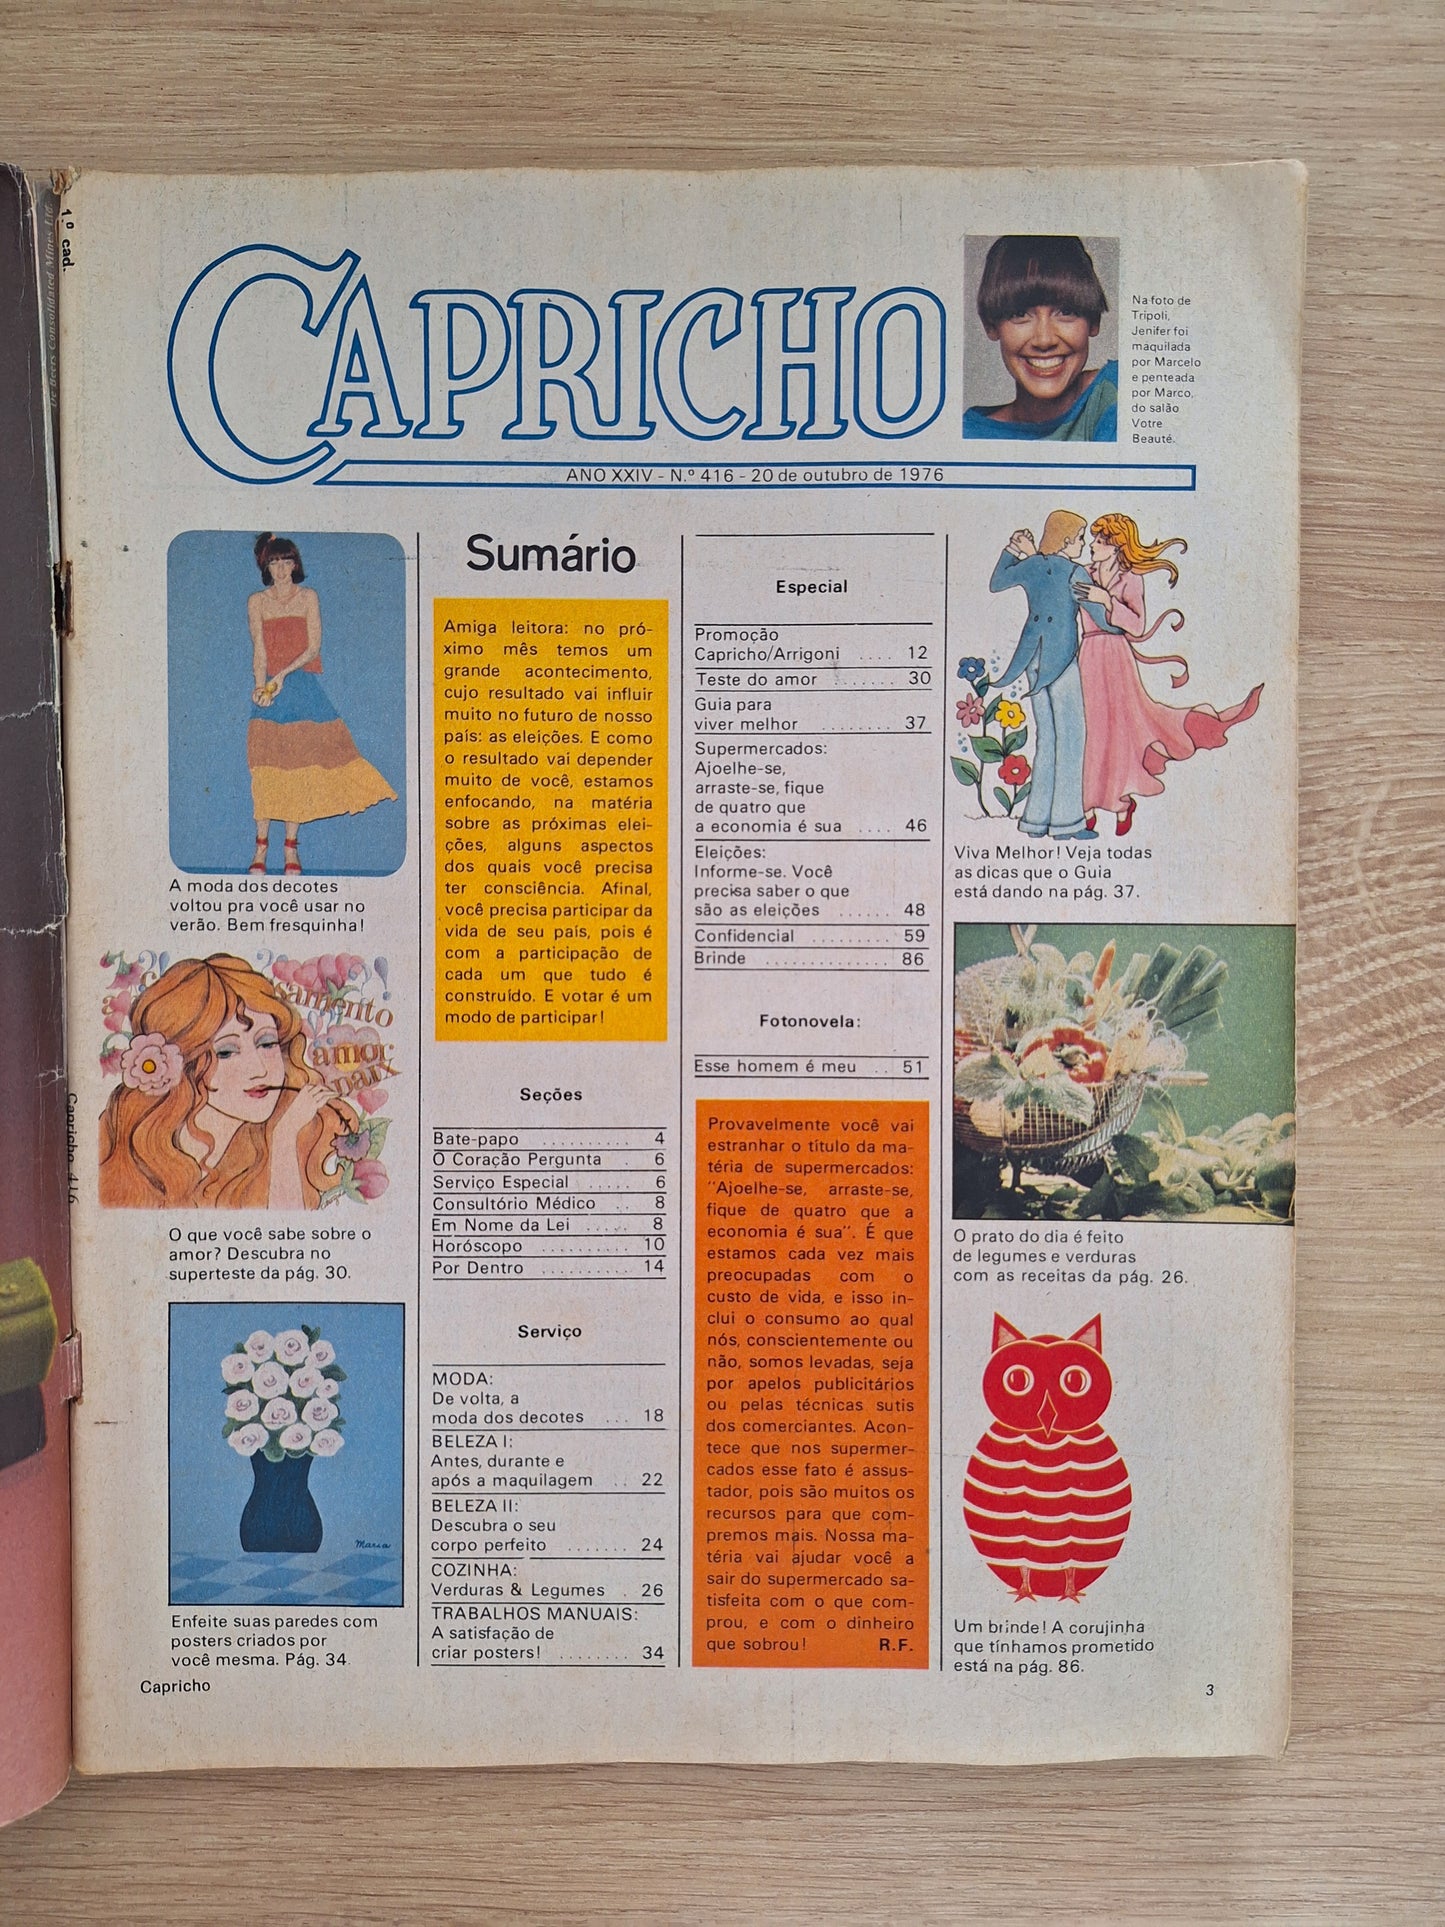 De Beers Consolidated Mines Ltd.
1.º cad.
Capricho 416
CAPRICHO
Na foto de
Tripoli,
Jenifer foi
maquilada
por Marcelo
e penteada
por Marco,
do salão
Votre
Beauté.
ANO XXIV - N.º 416 - 20 de outubro de 1976
A moda dos decotes
voltou pra você usar no
verão. Bem fresquinha!
samento
amor
O que você sabe sobre o
amor? Descubra no
superteste da pág. 30.
Maria
Enfeite suas paredes com
posters criados por
você mesma. Pág. 34.
Sumário
Amiga leitora: no pró-
ximo mês temos um
grande acontecimento,
cujo resultado vai influir
muito no futuro de nosso
país: as eleições. E como
o resultado vai depender
muito de você, estamos
enfocando, na matéria
sobre as próximas elei-
ções, alguns aspectos
dos quais você precisa
ter consciência. Afinal,
você precisa participar da
vida de seu país, pois é
com a participação de
cada um que tudo é
construído. E votar é um
modo de participar!
Seções
Bate-papo .......... 4
O Coração Pergunta . 6
Serviço Especial ..... 6
Consultório Médico .. 8
Em Nome da Lei ..... 8
Horóscopo .......... 10
Por Dentro .......... 14
Serviço
MODA:
De volta, a
moda dos decotes ... 18
BELEZA I:
Antes, durante e
após a maquilagem .. 22
BELEZA II:
Descubra o seu
corpo perfeito ....... 24
COZINHA:
Verduras & Legumes . 26
TRABALHOS MANUAIS:
A satisfação de
criar posters! ........ 34
Especial
Promoção
Capricho/Arrigoni .... 12
Teste do amor ....... 30
Guia para
viver melhor ........ 37
Supermercados:
Ajoelhe-se,
arraste-se, fique
de quatro que
a economia é sua .... 46
Eleições:
Informe-se. Você
precisa saber o que
são as eleições ...... 48
Confidencial ......... 59
Brinde .............. 86
Fotonovela:
Esse homem é meu .. 51
Provavelmente você vai
estranhar o título da ma-
téria de supermercados:
"Ajoelhe-se, arraste-se,
fique de quatro que a
economia é sua". É que
estamos cada vez mais
preocupadas com o
custo de vida, e isso in-
clui o consumo ao qual
nós, conscientemente ou
não, somos levadas, seja
por apelos publicitários
ou pelas técnicas sutis
dos comerciantes. Acon-
tece que nos supermer-
cados esse fato é assus-
tador, pois são muitos os
recursos para que com-
premos mais. Nossa ma-
téria vai ajudar você a
sair do supermercado sa-
tisfeita com o que com-
prou, e com o dinheiro
que sobrou! R.F.
Viva Melhor! Veja todas
as dicas que o Guia
está dando na pág. 37.
O prato do dia é feito
de legumes e verduras
com as receitas da pág. 26.
Um brinde! A corujinha
que tínhamos prometido
está na pág. 86.
Capricho
3